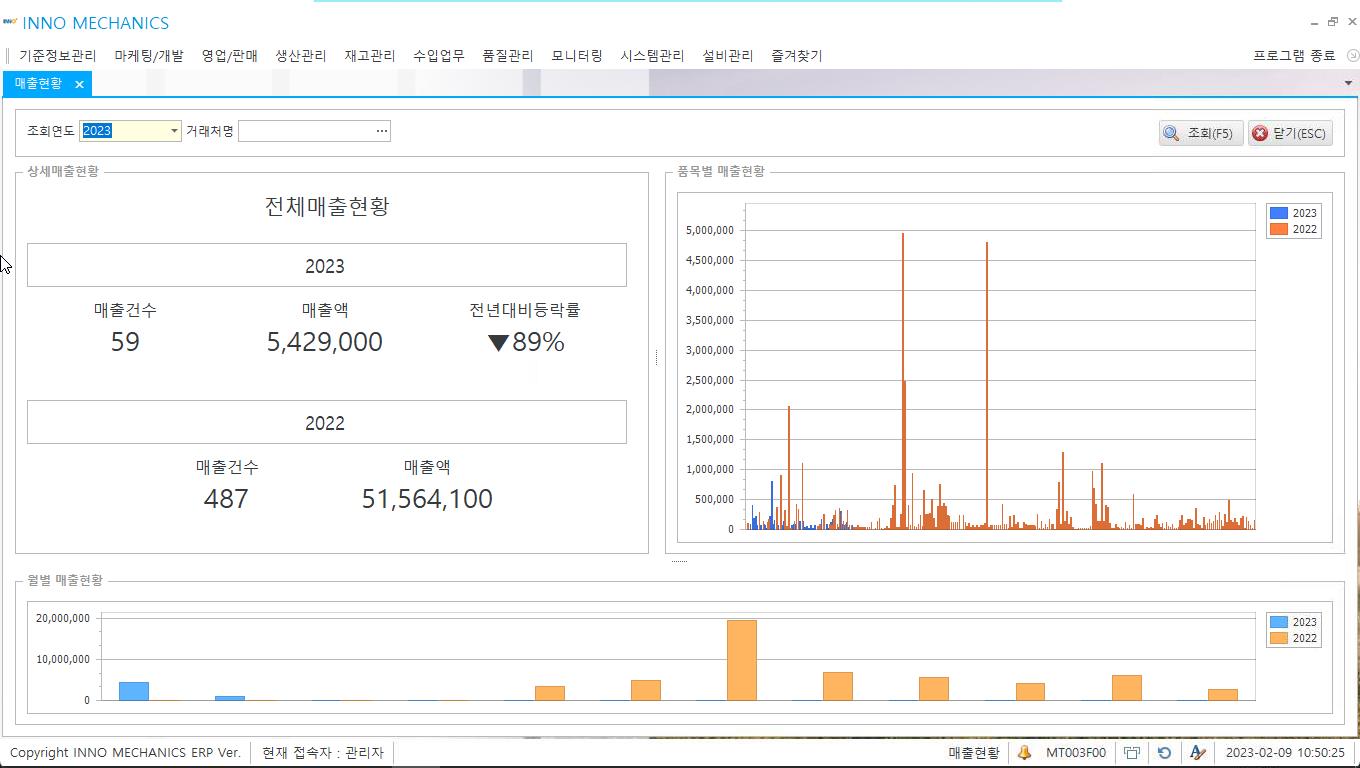 INNO INNO MECHANICS
기준정보관리 마케팅/개발 영업/판매 생산관리 재고관리 수입업무 품질관리 모니터링 시스템관리 설비관리 즐겨찾기 프로그램 종료
매출현황
조회연도 2023 거래처명 ... 조회(F5) 닫기(ESC)
상세매출현황
전체매출현황
2023
매출건수 매출액 전년대비등락률
59 5,429,000 ▼89%
2022
매출건수 매출액
487 51,564,100
품목별 매출현황
5,000,000
4,500,000
4,000,000
3,500,000
3,000,000
2,500,000
2,000,000
1,500,000
1,000,000
500,000
0
2023
2022
월별 매출현황
20,000,000
10,000,000
0
2023
2022
Copyright INNO MECHANICS ERP Ver. 현재 접속자 : 관리자 매출현황 MT003F00 2023-02-09 10:50:25